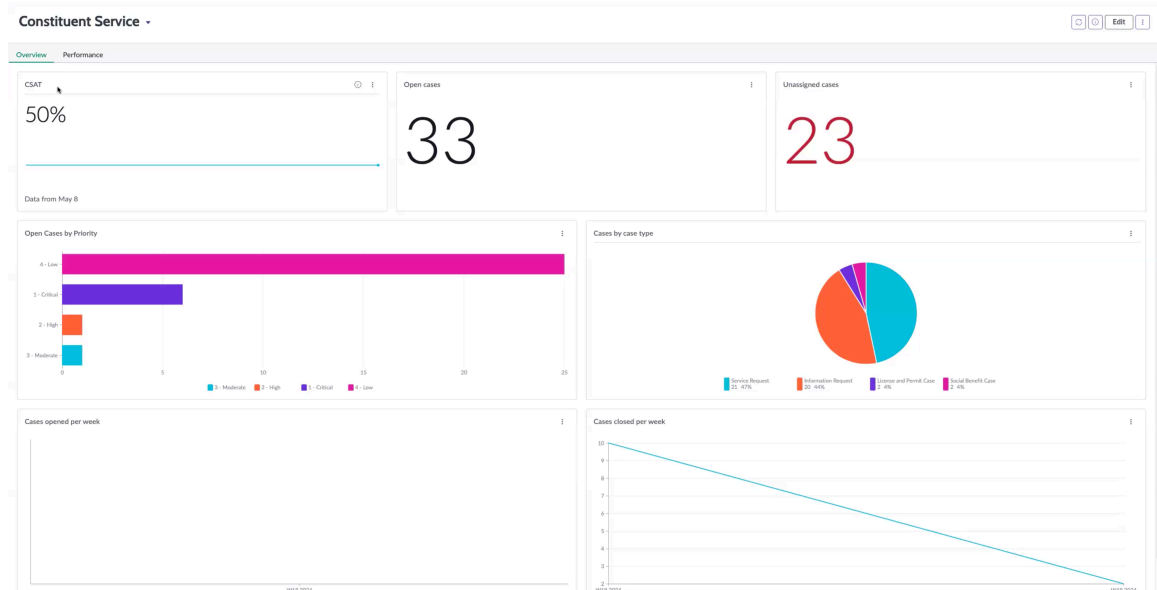 Constituent Service
Edit
Overview
Performance
CSAT
50%
Data from May 8
Open cases
33
Unassigned cases
23
Open Cases by Priority
4 - Low
1 - Critical
2 - High
3 - Moderate
0 5 10 15 20 25
3 - Moderate 2 - High 1 - Critical 4 - Low
Cases by case type
Service Request Information Request License and Permit Case Social Benefit Case
21 47% 20 44% 2 4% 2 4%
Cases opened per week
Cases closed per week
10
9
8
7
6
5
4
3
2